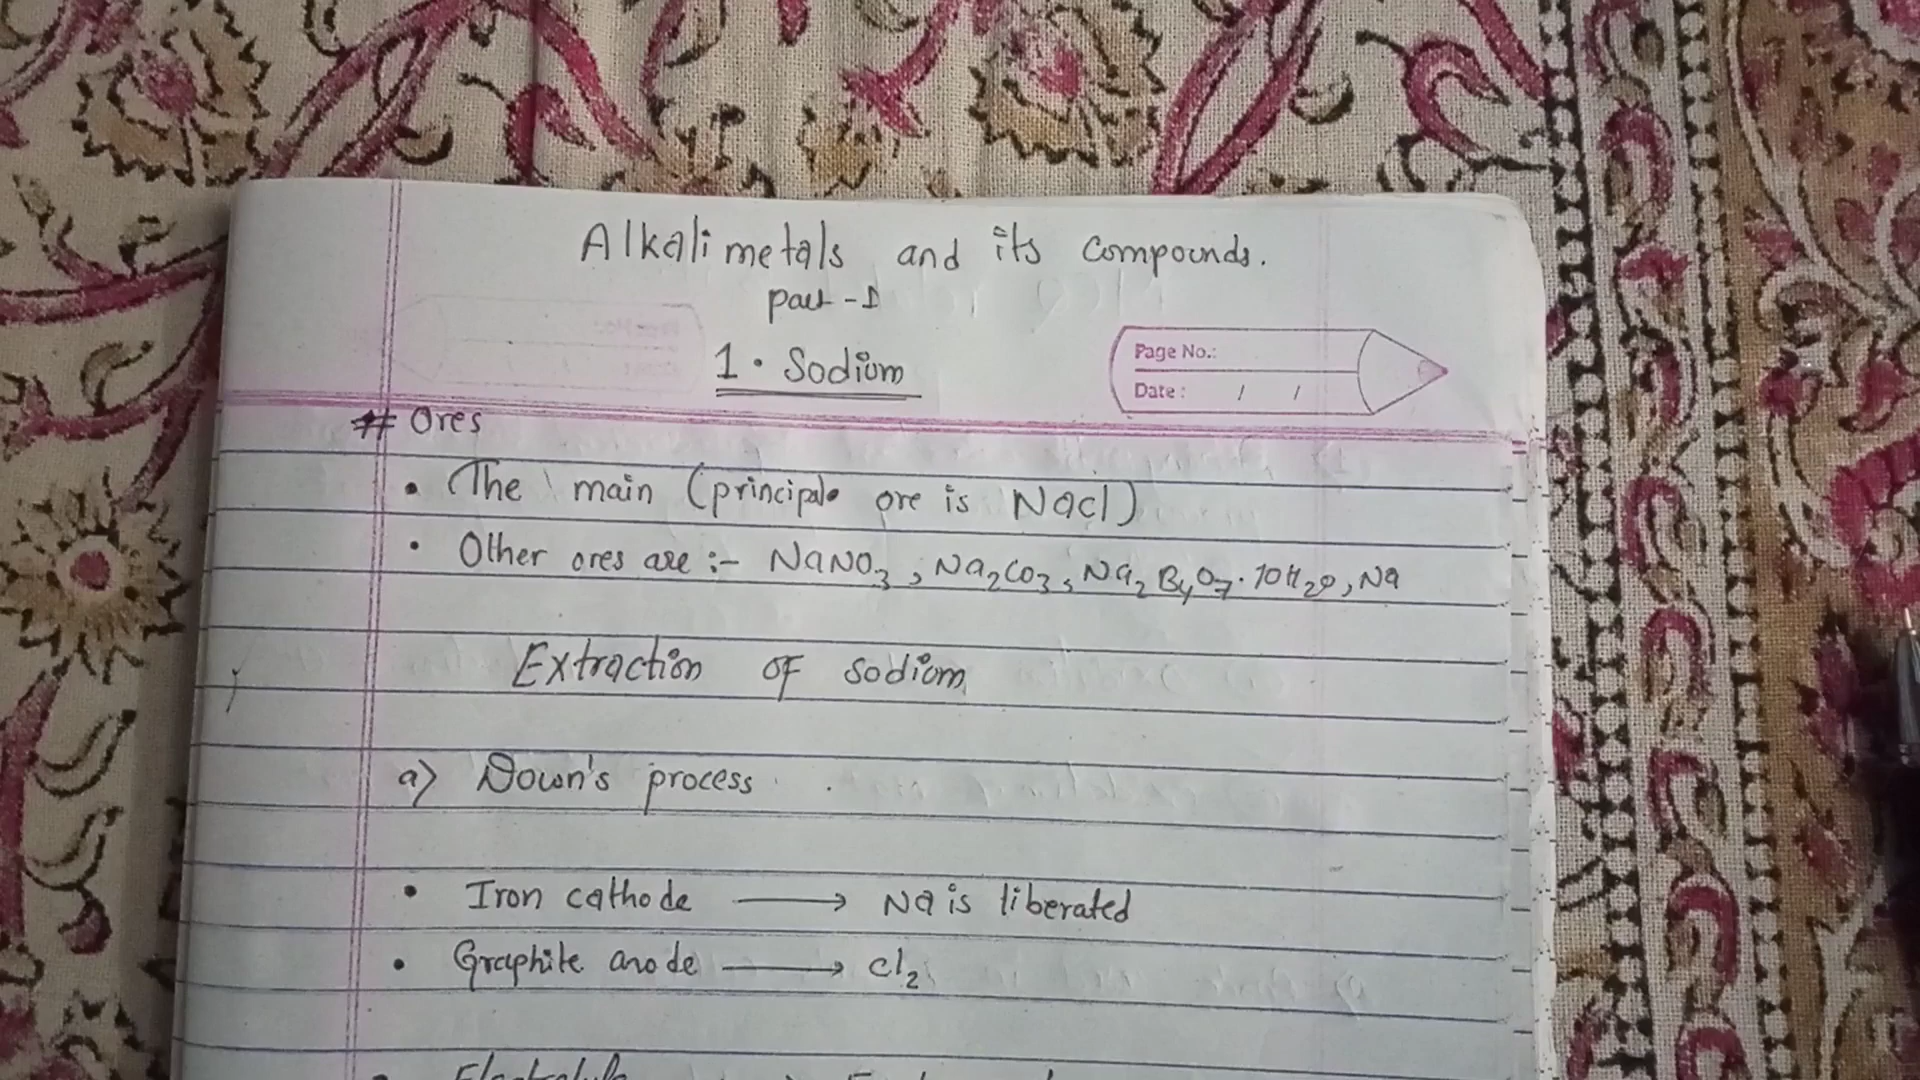 Alkali metals and its compounds.
part - I
1. Sodium
Page No.:
Date : / /
# Ores
• The main (principale ore is NaCl)
• Other ores are :- NaNO3, Na2CO3, Na2B4O7.10H2O, Na
Extraction of sodium
a) Down's process
• Iron cathode → Na is liberated
• Graphite anode → Cl2